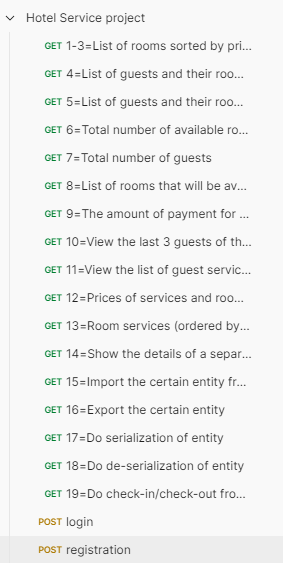 Hotel Service project
GET 1-3=List of rooms sorted by pri...
GET 4=List of guests and their roo...
GET 5=List of guests and their roo...
GET 6=Total number of available ro...
GET 7=Total number of guests
GET 8=List of rooms that will be av...
GET 9=The amount of payment for ...
GET 10=View the last 3 guests of th...
GET 11=View the list of guest servic...
GET 12=Prices of services and roo...
GET 13=Room services (ordered by...
GET 14=Show the details of a separ...
GET 15=Import the certain entity fr...
GET 16=Export the certain entity
GET 17=Do serialization of entity
GET 18=Do de-serialization of entity
GET 19=Do check-in/check-out fro...
POST login
POST registration